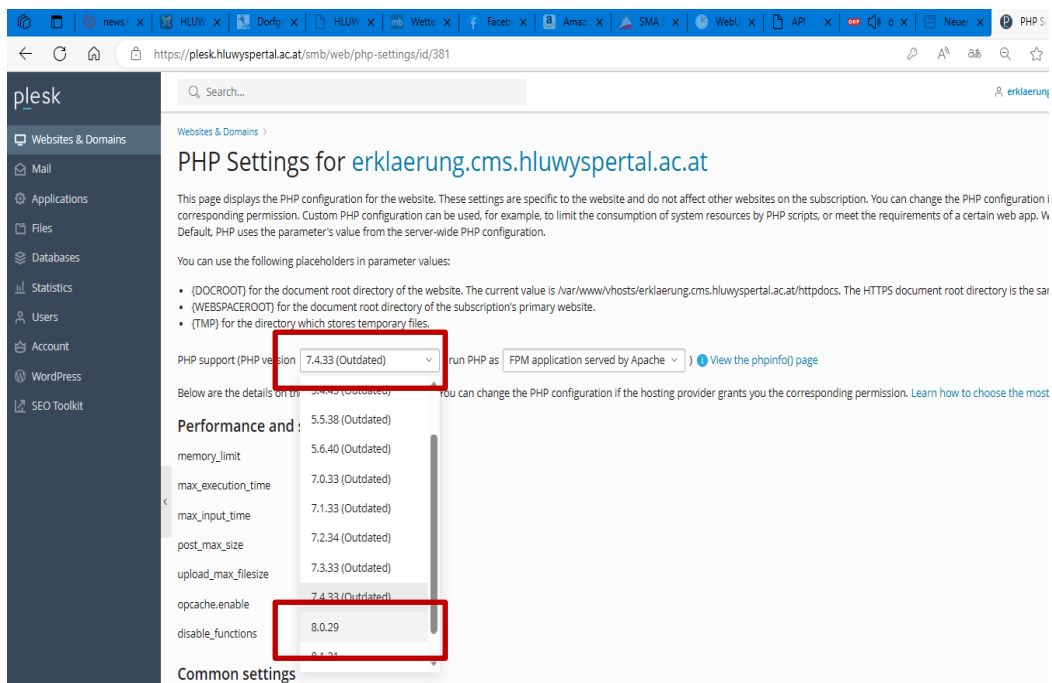 news
HLUW
Dorfg
HLUW
Wette
Faceb
Amaz
SMA S
WebU
API
ORF
ö
Neuer
PHP S
https://plesk.hluwyspertal.ac.at/smb/web/php-settings/id/381
plesk
Search...
erklaerung
Websites & Domains
Mail
Applications
Files
Databases
Statistics
Users
Account
WordPress
SEO Toolkit
Websites & Domains >
PHP Settings for erklaerung.cms.hluwyspertal.ac.at
This page displays the PHP configuration for the website. These settings are specific to the website and do not affect other websites on the subscription. You can change the PHP configuration i
corresponding permission. Custom PHP configuration can be used, for example, to limit the consumption of system resources by PHP scripts, or meet the requirements of a certain web app. W
Default, PHP uses the parameter's value from the server-wide PHP configuration.
You can use the following placeholders in parameter values:
• {DOCROOT} for the document root directory of the website. The current value is /var/www/vhosts/erklaerung.cms.hluwyspertal.ac.at/httpdocs. The HTTPS document root directory is the sa
• {WEBSPACEROOT} for the document root directory of the subscription's primary website.
• {TMP} for the directory which stores temporary files.
PHP support (PHP version 7.4.33 (Outdated) run PHP as FPM application served by Apache ) View the phpinfo() page
Below are the details on th You can change the PHP configuration if the hosting provider grants you the corresponding permission. Learn how to choose the most
5.4.45 (Outdated)
5.5.38 (Outdated)
5.6.40 (Outdated)
7.0.33 (Outdated)
7.1.33 (Outdated)
7.2.34 (Outdated)
7.3.33 (Outdated)
7.4.33 (Outdated)
8.0.29
8.1.21
Performance and s
memory_limit
max_execution_time
max_input_time
post_max_size
upload_max_filesize
opcache.enable
disable_functions
Common settings